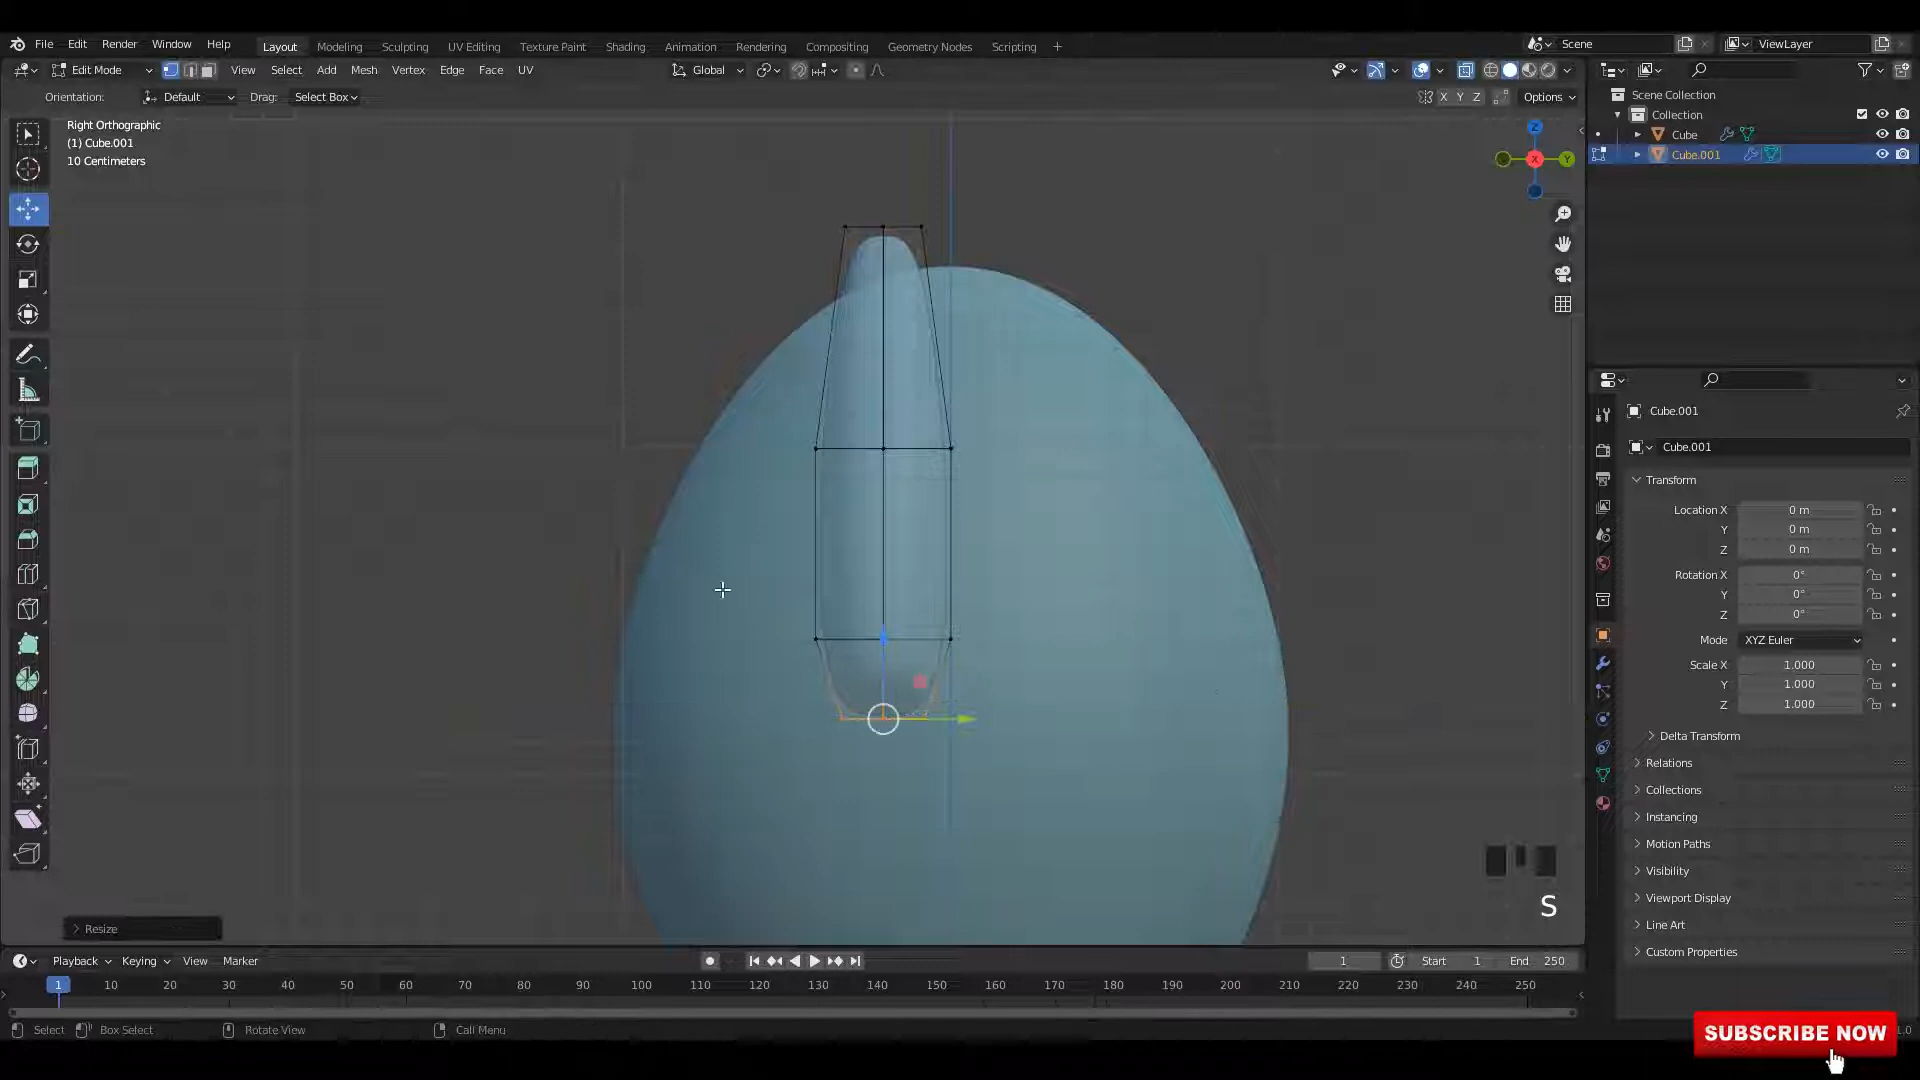 File Edit Render Window Help Layout Modeling Sculpting UV Editing Texture Paint Shading Animation Rendering Compositing Geometry Nodes Scripting + Scene ViewLayer
Edit Mode View Select Add Mesh Vertex Edge Face UV Global
Orientation: Default Drag: Select Box X Y Z Options
Right Orthographic
(1) Cube.001
10 Centimeters
Z
X
Y
Scene Collection
Collection
Cube
Cube.001
Cube.001
Cube.001
Transform
Location X 0 m
Y 0 m
Z 0 m
Rotation X 0°
Y 0°
Z 0°
Mode XYZ Euler
Scale X 1.000
Y 1.000
Z 1.000
Delta Transform
Relations
Collections
Instancing
Motion Paths
Visibility
Viewport Display
Line Art
Custom Properties
S
Resize
Playback Keying View Marker 1 Start 1 End 250
1 10 20 30 40 50 60 70 80 90 100 110 120 130 140 150 160 170 180 190 200 210 220 230 240 250
Select Box Select Rotate View Call Menu
SUBSCRIBE NOW